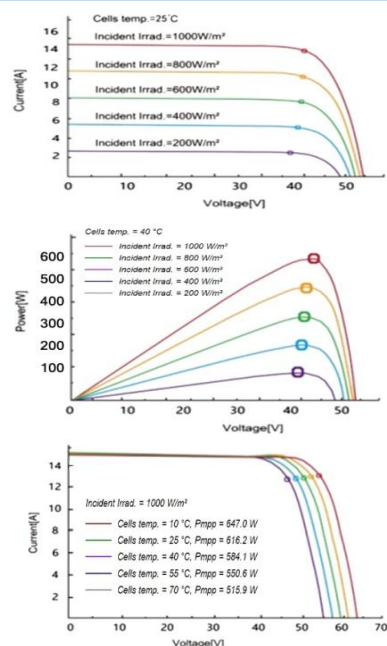 Cells temp.=25°C
16
Incident Irrad.=1000W/m²
14
12
Incident Irrad.=800W/m²
10
Incident Irrad.=600W/m²
8
6
Incident Irrad.=400W/m²
4
Incident Irrad.=200W/m²
2
Current[A]
0 10 20 30 40 50
Voltage[V]
Cells temp. = 40 °C
Incident Irrad. = 1000 W/m²
Incident Irrad. = 800 W/m²
Incident Irrad. = 600 W/m²
Incident Irrad. = 400 W/m²
Incident Irrad. = 200 W/m²
600
500
400
300
200
100
Power[W]
0 10 20 30 40 50
Voltage[V]
14
12
10
8
6
4
2
Current[A]
Incident Irrad. = 1000 W/m²
Cells temp. = 10 °C, Pmpp = 647.0 W
Cells temp. = 25 °C, Pmpp = 616.2 W
Cells temp. = 40 °C, Pmpp = 584.1 W
Cells temp. = 55 °C, Pmpp = 550.6 W
Cells temp. = 70 °C, Pmpp = 515.9 W
0 10 20 30 40 50 60 70
Voltage[V]